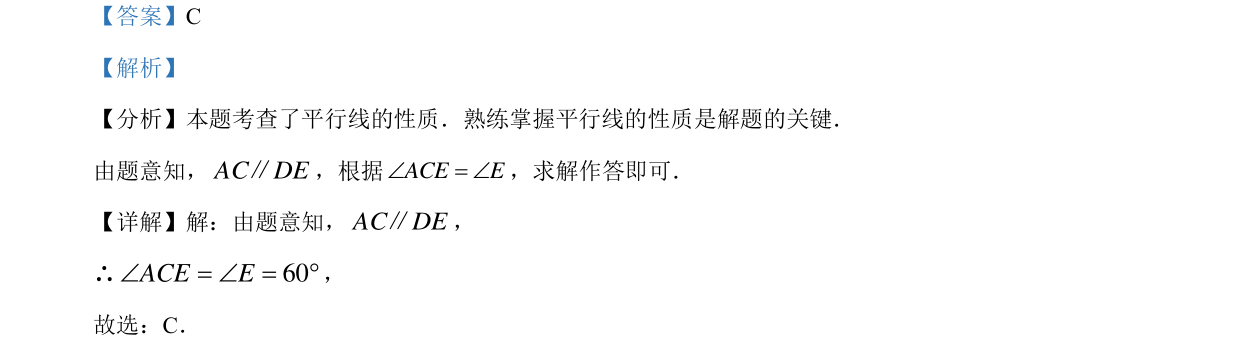 【答案】C
【解析】
【分析】本题考查了平行线的性质．熟练掌握平行线的性质是解题的关键．
由题意知，AC∥DE，根据∠ACE=∠E，求解作答即可．
【详解】解：由题意知，AC∥DE，
∴∠ACE=∠E=60°，
故选：C．